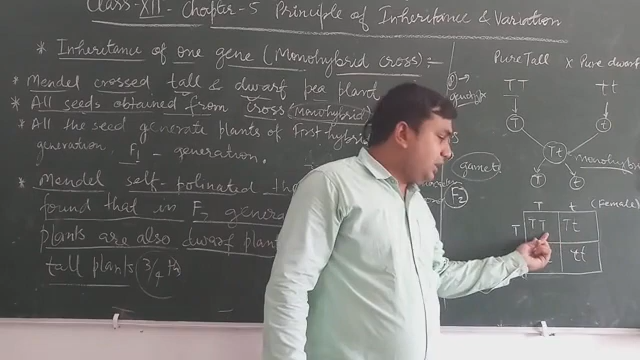 Class-XII - Chapter-5 Principle of Inheritance & Variation
* Inheritance of one gene (Monohybrid Cross) :-
* Mendel crossed tall & dwarf pea plant
* All seeds obtained from cross (Monohybrid
* All the seed generate plants of First hybrid
generation. F1 - generation.
* Mendel self-polinated the
found that in F2 genera
plants are also dwarf plant
tall plants (3/4
Pure Tall x Pure dwarf
TT tt
genotype
T t
Tt
Monohybrid
gamete
T t
F2
T t (Female)
T TT Tt
tt